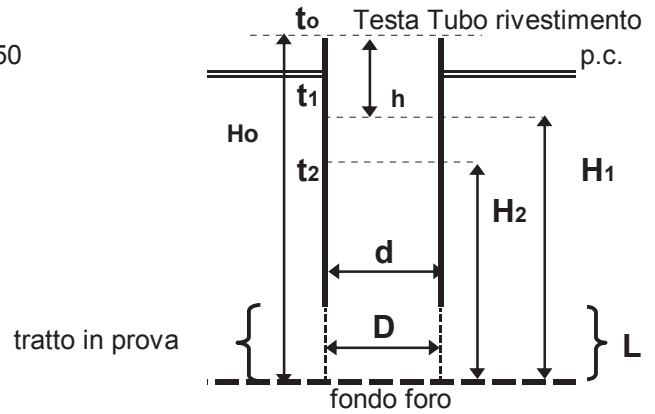 to Testa Tubo rivestimento
50
p.c.
t1
h
Ho
t2
H1
H2
d
D
tratto in prova
L
fondo foro